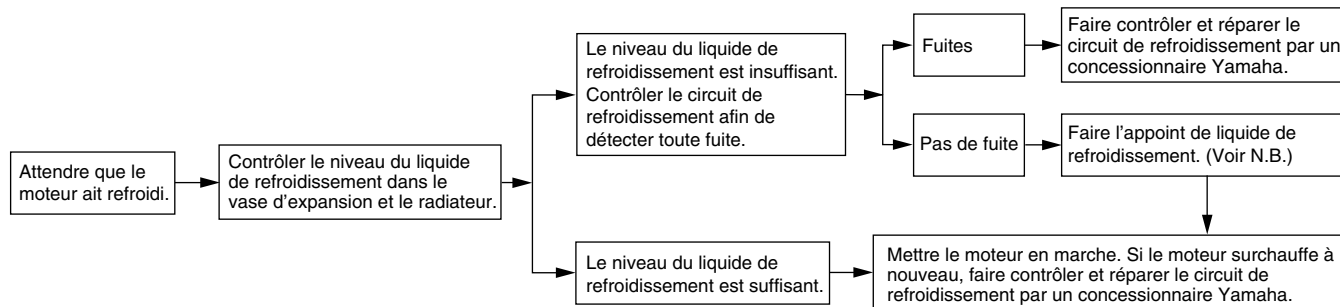 Attendre que le
moteur ait refroidi.
Contrôler le niveau du liquide
de refroidissement dans le
vase d'expansion et le radiateur.
Le niveau du liquide de
refroidissement est insuffisant.
Contrôler le circuit de
refroidissement afin de
détecter toute fuite.
Fuites
Faire contrôler et réparer le
circuit de refroidissement par un
concessionnaire Yamaha.
Pas de fuite
Faire l'appoint de liquide de
refroidissement. (Voir N.B.)
Le niveau du liquide de
refroidissement est suffisant.
Mettre le moteur en marche. Si le moteur surchauffe à
nouveau, faire contrôler et réparer le circuit de
refroidissement par un concessionnaire Yamaha.